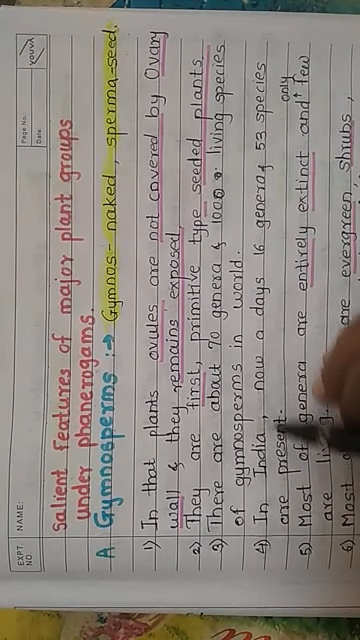 EXPT. NO.
NAME:
Page No.
Date
YOUVA
Salient features of major plant groups
under phanerogams.
A Gymnosperms :→ Gymnos- naked, sperma-seed.
1) In that plants ovules are not covered by Ovary
wall & they remains exposed
2) They are first, primitive type seeded plants
3) There are about 70 genera & 1000 living species
of gymnosperms in world.
4) In India, now a days 16 genera & 53 species
are present.
5) Most of genera are entirely extinct and ↑ only few
are living.
6) Most are evergreen shrubs,